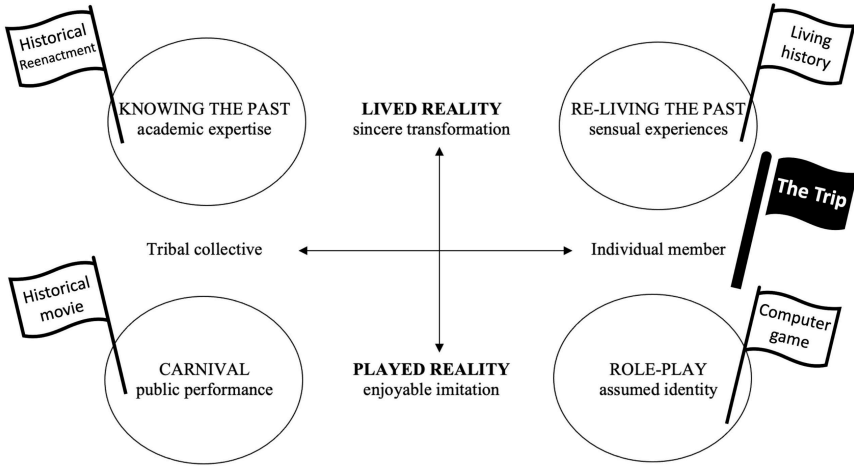 Historical
Reenactment
KNOWING THE PAST
academic expertise
LIVED REALITY
sincere transformation
Living
history
RE-LIVING THE PAST
sensual experiences
The Trip
Tribal collective
Individual member
Historical
movie
CARNIVAL
public performance
PLAYED REALITY
enjoyable imitation
Computer
game
ROLE-PLAY
assumed identity